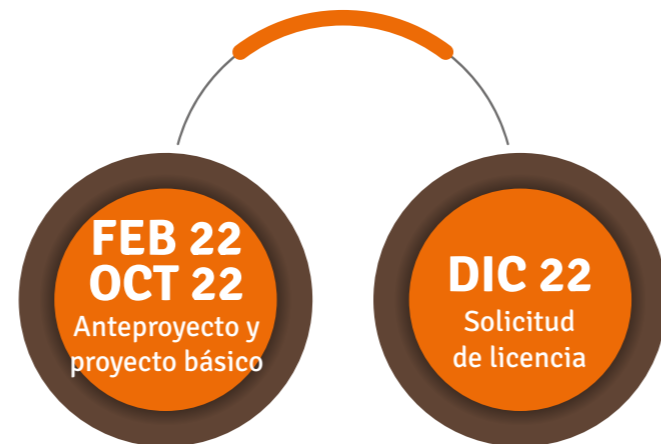 FEB 22
OCT 22
Anteproyecto y
proyecto básico
DIC 22
Solicitud
de licencia